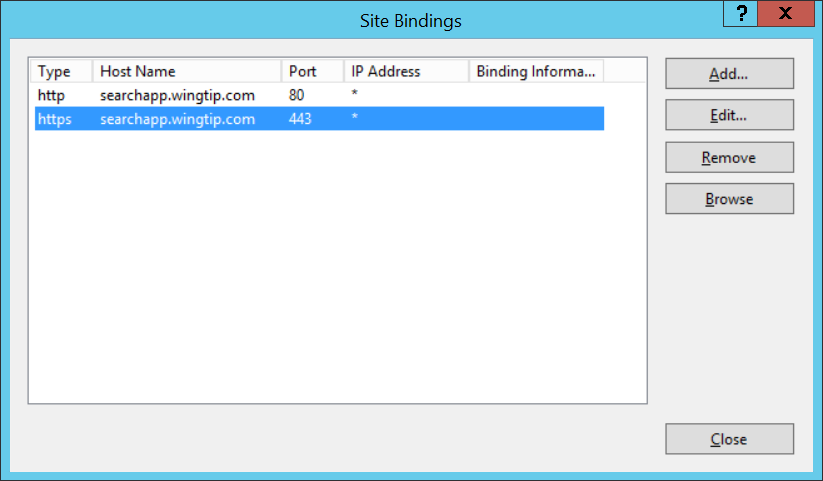 Site Bindings
? X
Type Host Name Port IP Address Binding Informa...
http searchapp.wingtip.com 80 *
https searchapp.wingtip.com 443 *
Add...
Edit...
Remove
Browse
Close